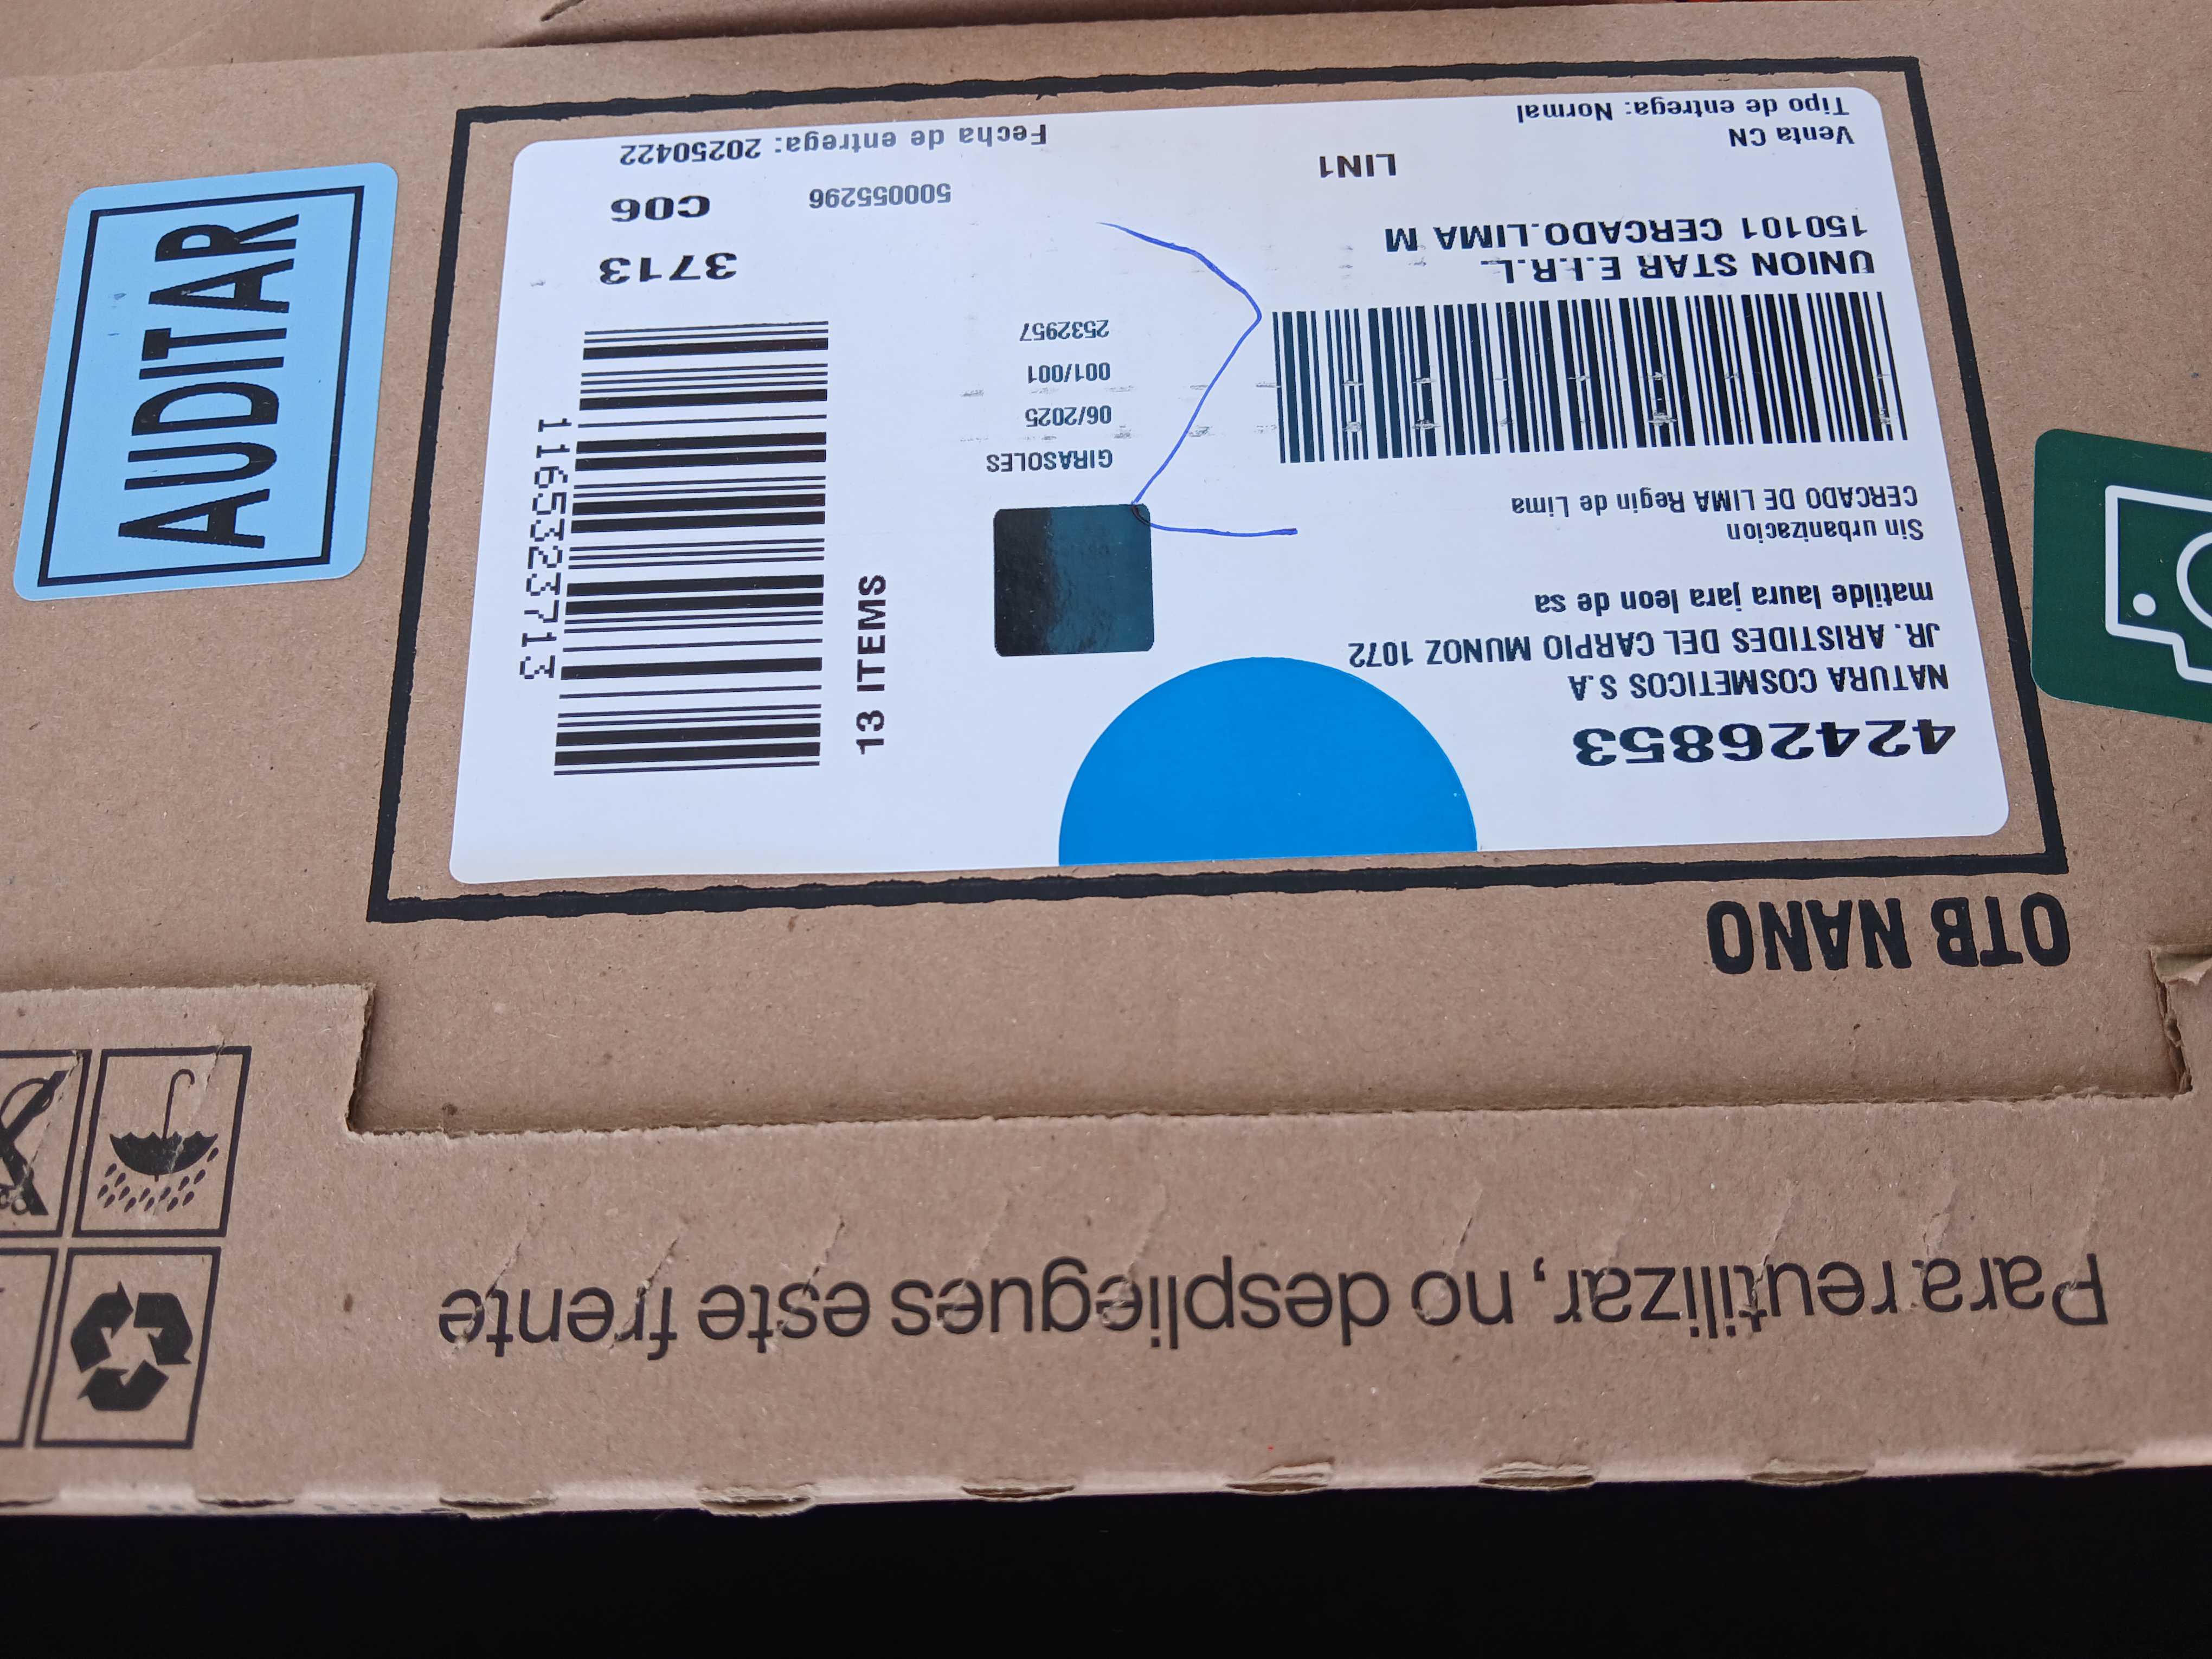 Para reutilizar, no despliegues este frente
OTB NANO
42426853
NATURA COSMETICOS S.A
JR. ARISTIDES DEL CARPIO MUNOZ 1072
matilde laura jara leon de sa
Sin urbanizacion
CERCADO DE LIMA Regin de Lima
UNION STAR E.I.R.L.
150101 CERCADO.LIMA M
LIN1
Venta CN
Tipo de entrega: Normal
GIRASOLES
06/2025
001/001
2532957
13 ITEMS
11653237 13
3713
C06
500055296
Fecha de entrega: 20250422
AUDITAR